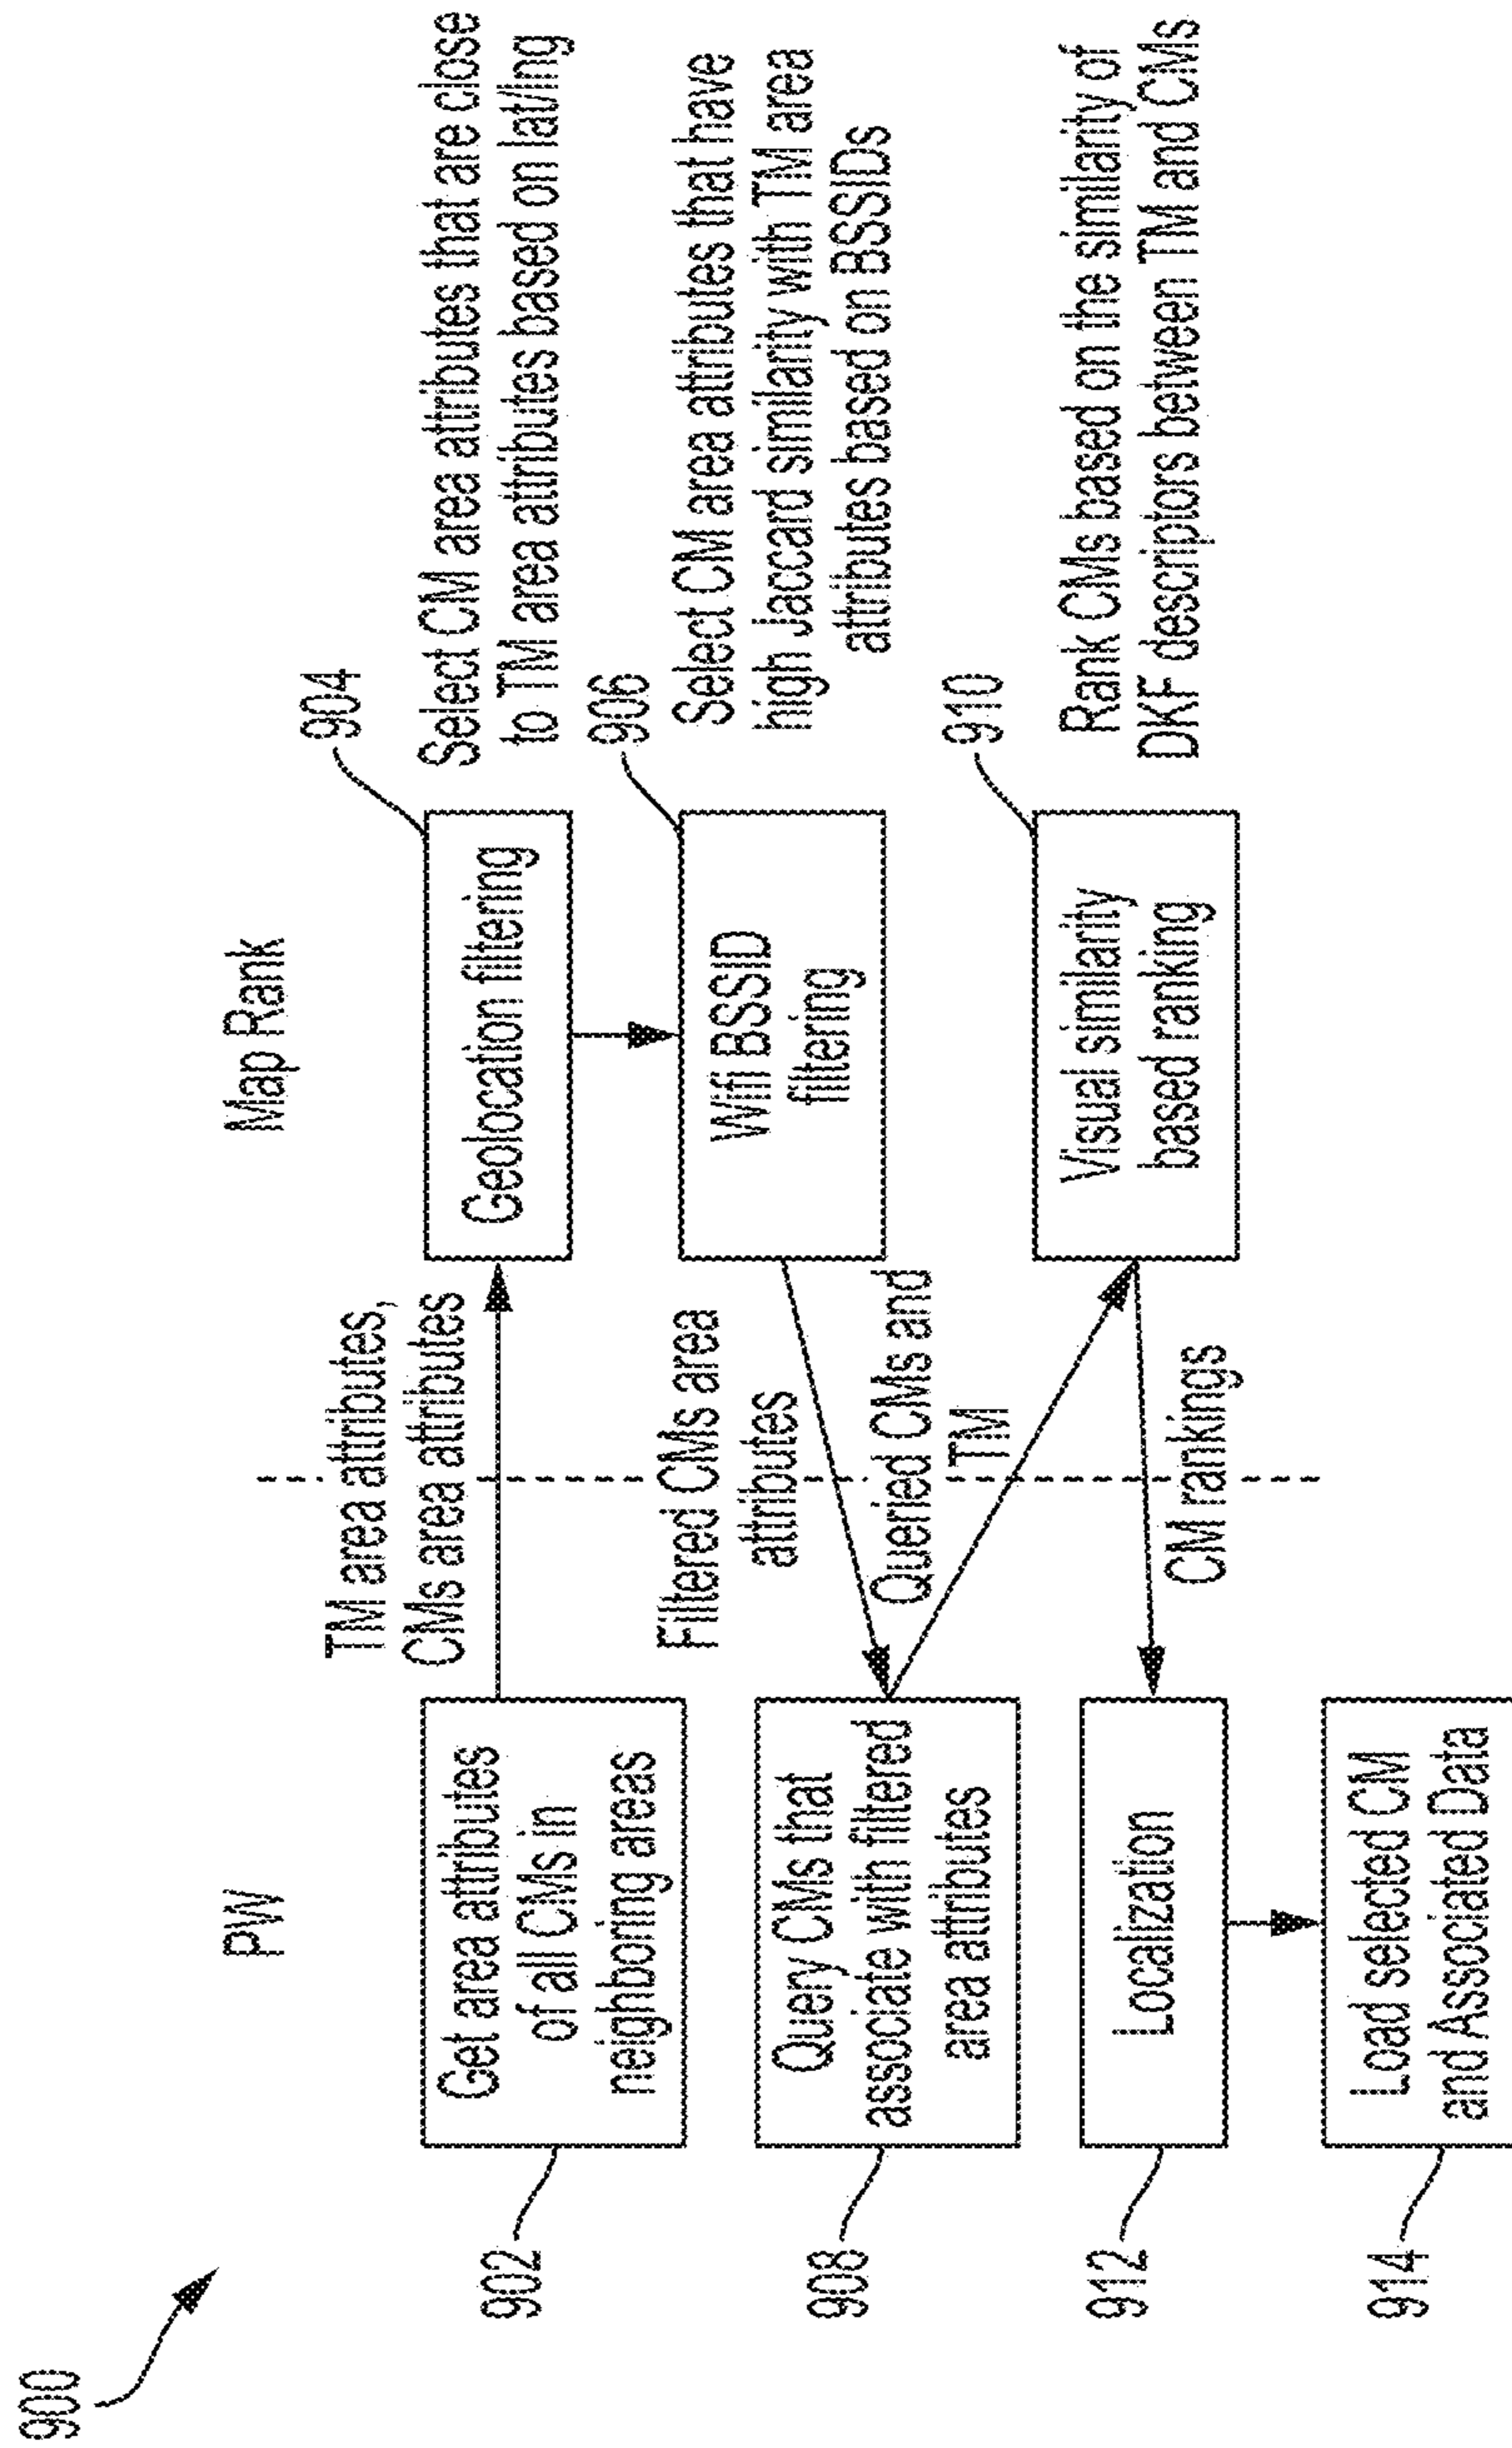 900
PW
Map Rank
902
Get area attributes
of all CMs in
neighboring areas
TM area attributes,
CMs area attributes
904
Geolocation filtering
Select CM area attributes that are close
to TM area attributes based on lat/lng
906
Wifi BSSID
filtering
Select CM area attributes that have
high Jaccard similarity with TM area
attributes based on BSSIDs
Filtered CMs area
attributes
908
Query CMs that
associate with filtered
area attributes
Queried CMs and
TM
910
Visual similarity
based ranking
Rank CMs based on the similarity of
DKF descriptors between TM and CMs
CM rankings
912
Localization
914
Load selected CM
and Associated Data